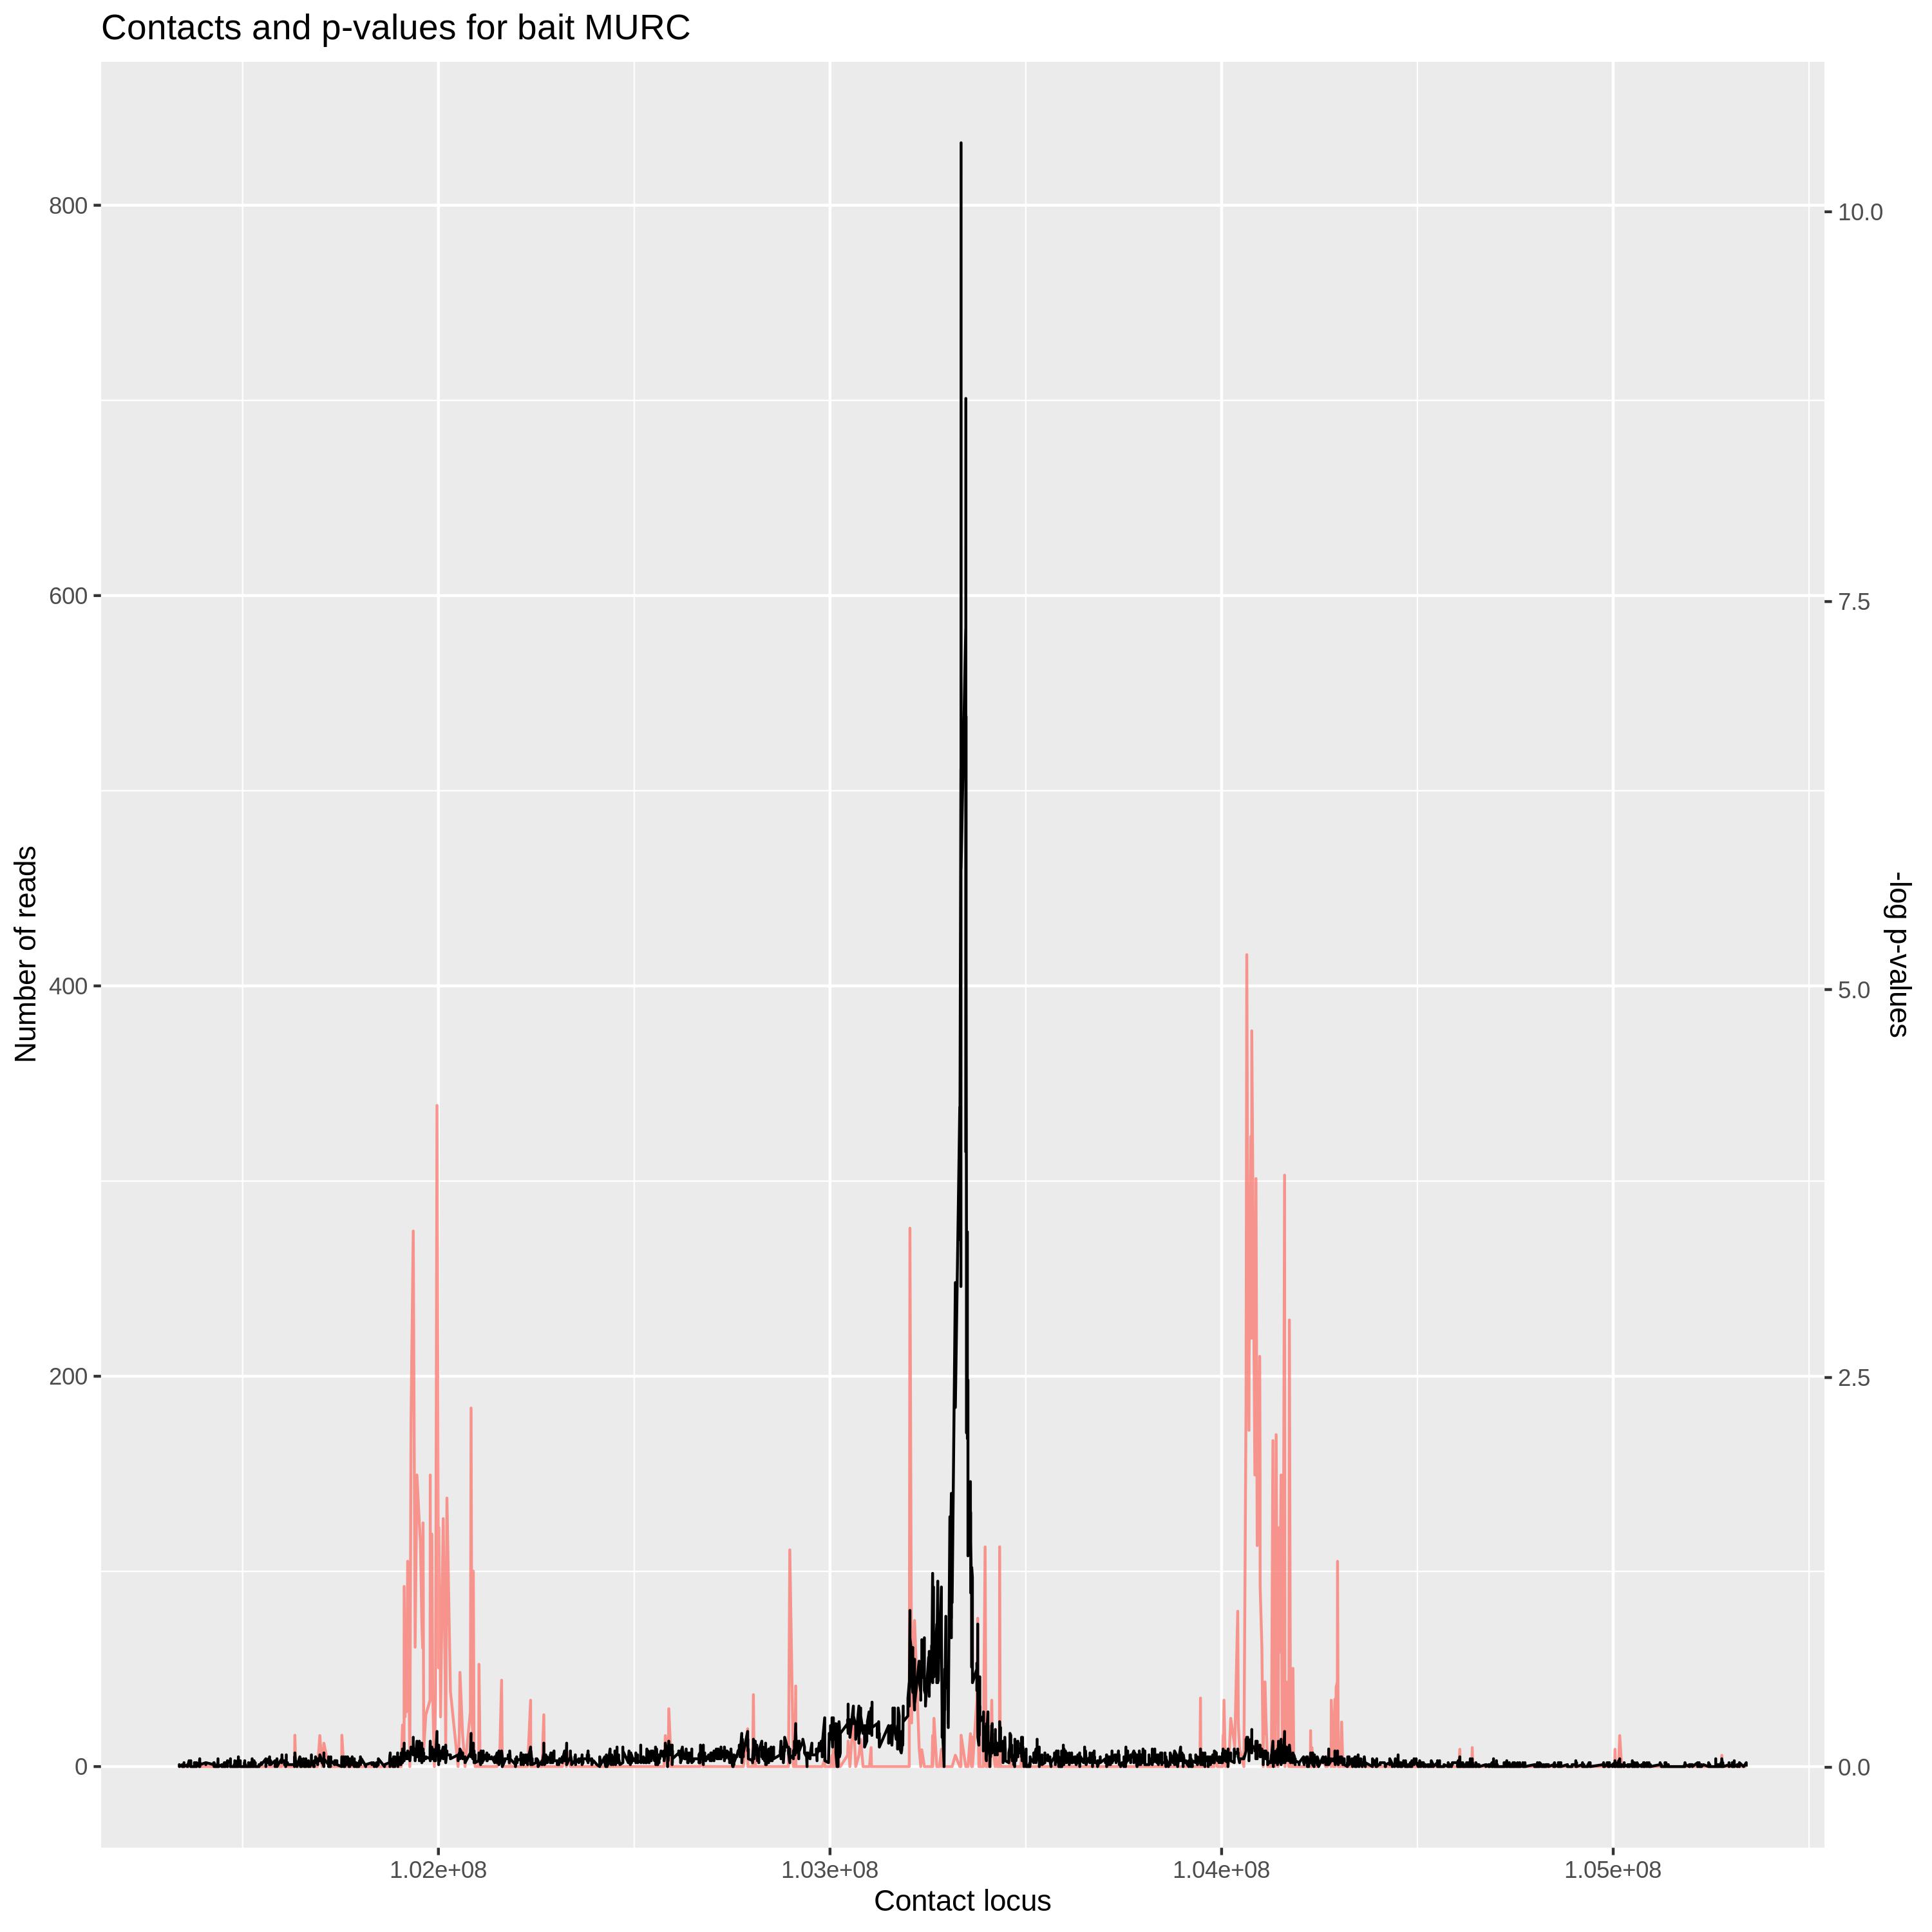 Contacts and p-values for bait MURC
800
600
400
200
0
Number of reads
10.0
7.5
5.0
2.5
0.0
-log p-values
1.02e+08 1.03e+08 1.04e+08 1.05e+08
Contact locus